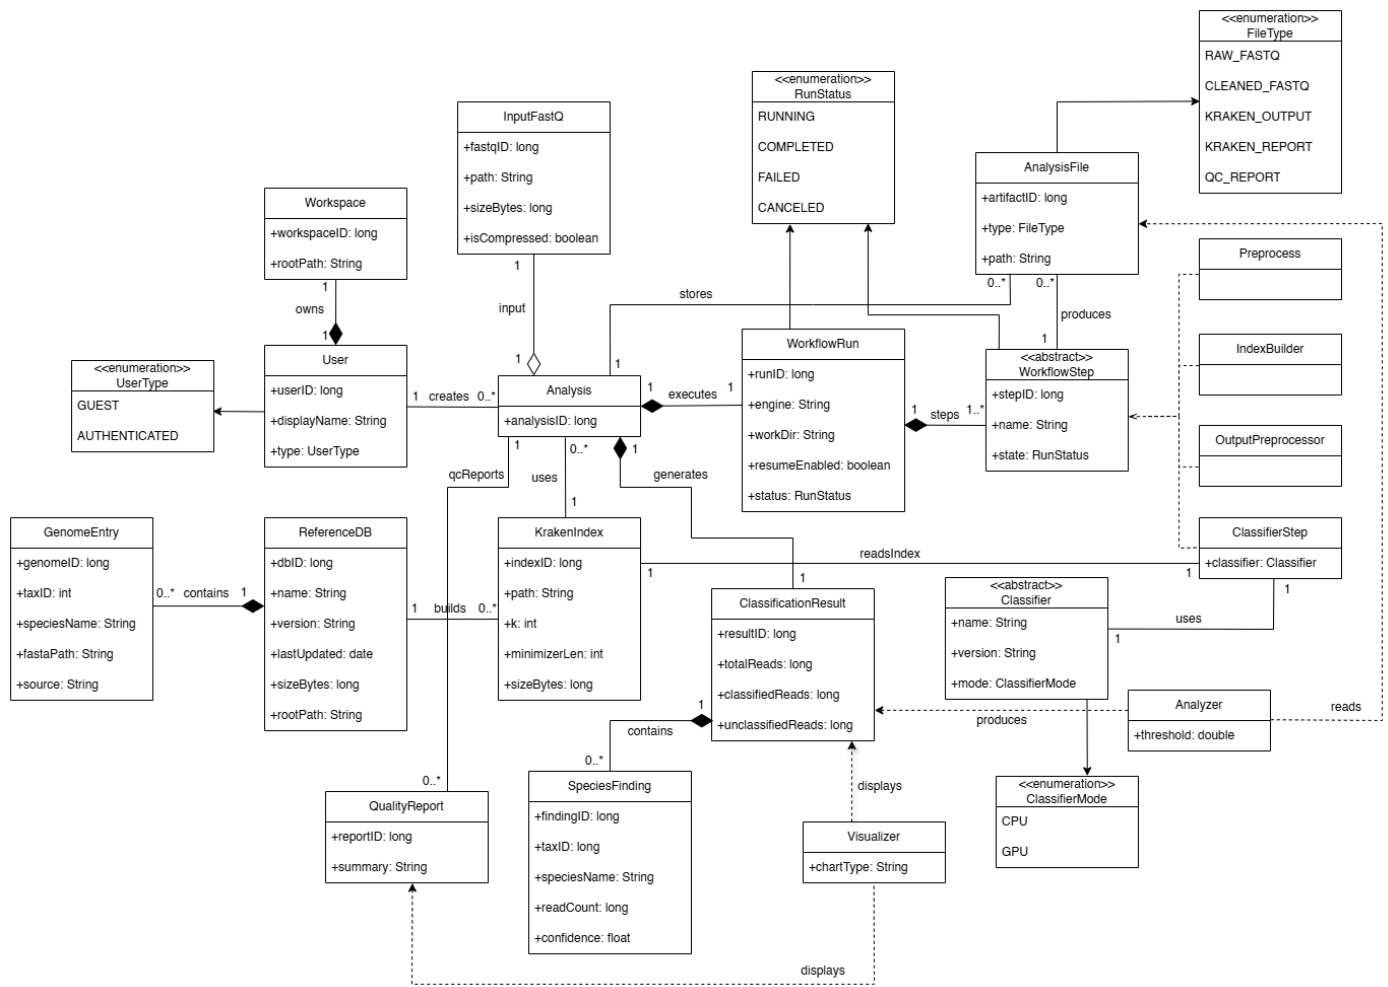 <<enumeration>>
FileType
RAW_FASTQ
CLEANED_FASTQ
KRAKEN_OUTPUT
KRAKEN_REPORT
QC_REPORT
<<enumeration>>
RunStatus
RUNNING
COMPLETED
FAILED
CANCELED
InputFastQ
+fastqID: long
+path: String
+sizeBytes: long
+isCompressed: boolean
1
input
1
AnalysisFile
+artifactID: long
+type: FileType
+path: String
0..*
0..*
stores
1
produces
1
Workspace
+workspaceID: long
+rootPath: String
1
owns
1
Preprocess
IndexBuilder
OutputPreprocessor
<<enumeration>>
UserType
GUEST
AUTHENTICATED
User
+userID: long
+displayName: String
+type: UserType
1
creates
0..*
Analysis
+analysisID: long
1
executes
1
WorkflowRun
+runID: long
+engine: String
+workDir: String
+resumeEnabled: boolean
+status: RunStatus
1
steps
1..*
<<abstract>>
WorkflowStep
+stepID: long
+name: String
+state: RunStatus
1
qcReports
0..*
0..*
uses
1
1
generates
1
GenomeEntry
+genomeID: long
+taxID: int
+speciesName: String
+fastaPath: String
+source: String
0..*
contains
1
ReferenceDB
+dbID: long
+name: String
+version: String
+lastUpdated: date
+sizeBytes: long
+rootPath: String
1
builds
0..*
KrakenIndex
+indexID: long
+path: String
+k: int
+minimizerLen: int
+sizeBytes: long
1
readsIndex
1
ClassifierStep
+classifier: Classifier
1
uses
1
<<abstract>>
Classifier
+name: String
+version: String
+mode: ClassifierMode
ClassificationResult
+resultID: long
+totalReads: long
+classifiedReads: long
+unclassifiedReads: long
1
contains
0..*
produces
Analyzer
+threshold: double
reads
<<enumeration>>
ClassifierMode
CPU
GPU
QualityReport
+reportID: long
+summary: String
SpeciesFinding
+findingID: long
+taxID: long
+speciesName: String
+readCount: long
+confidence: float
displays
Visualizer
+chartType: String
displays